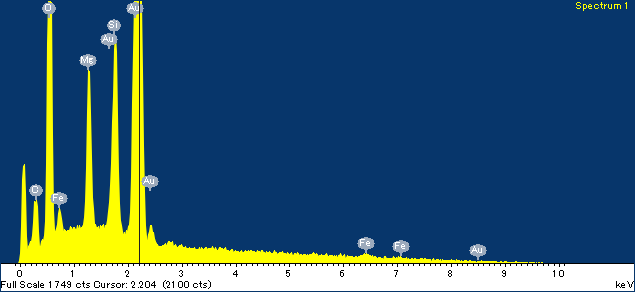 Spectrum 1
O Au
Si
Au
Mg
Au
C
Fe
Fe Fe Au
0 1 2 3 4 5 6 7 8 9 10
Full Scale 1749 cts Cursor: 2.204 (2100 cts) keV